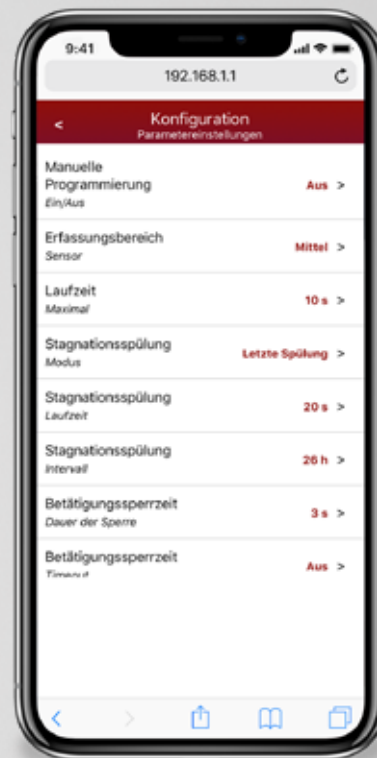 9:41
192.168.1.1
< Konfiguration
Parametereinstellungen
Manuelle
Programmierung
Aus >
Ein/Aus
Erfassungsbereich
Mittel >
Sensor
Laufzeit
10 s >
Maximal
Stagnationsspülung
Letzte Spülung >
Modus
Stagnationsspülung
20 s >
Laufzeit
Stagnationsspülung
26 h >
Intervall
Betätigungssperrzeit
3 s >
Dauer der Sperre
Betätigungssperrzeit
Aus >
Timeout